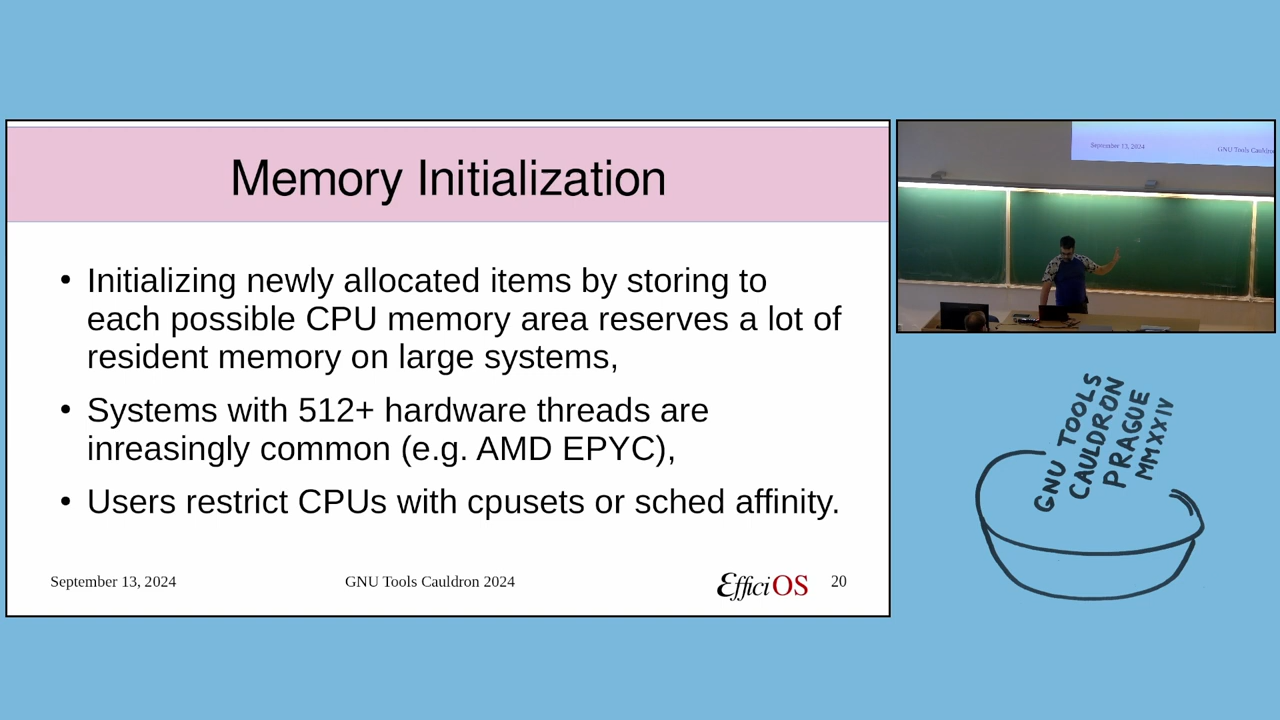 Memory Initialization
• Initializing newly allocated items by storing to
each possible CPU memory area reserves a lot of
resident memory on large systems,
• Systems with 512+ hardware threads are
inreasingly common (e.g. AMD EPYC),
• Users restrict CPUs with cpusets or sched affinity.
September 13, 2024
GNU Tools Cauldron 2024
EfficiOS
20
September 13, 2024
GNU Tools Cauldro
GNU TOOLS
CAULDRON
PRAGUE
MMXXIV